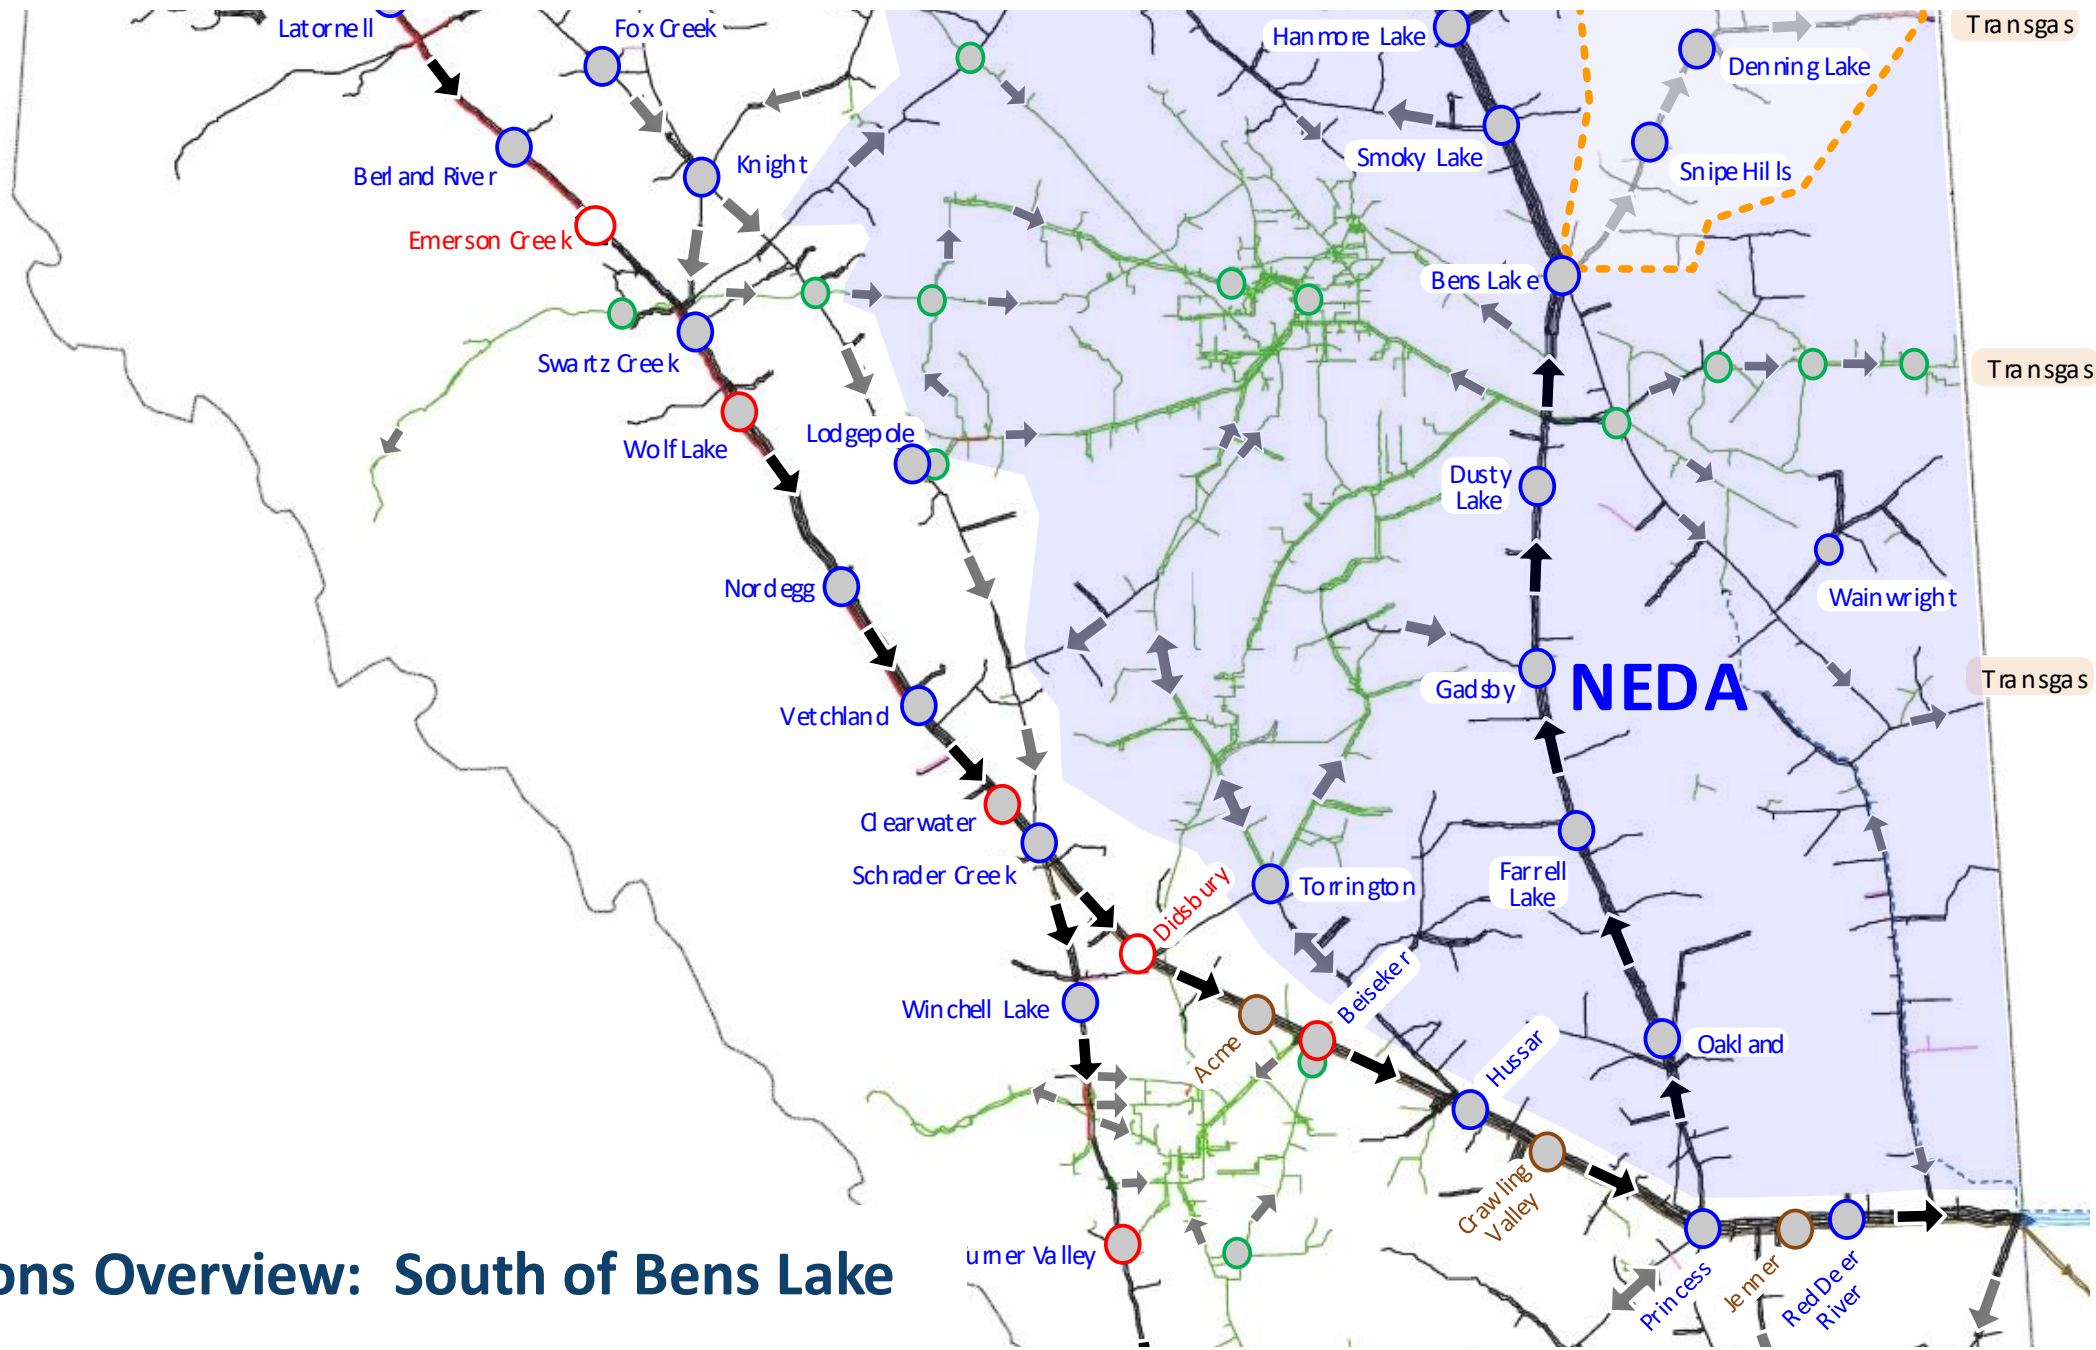 Latornell
Fox Creek
Hanmore Lake
Transgas
Denning Lake
Berland River
Knight
Smoky Lake
Snipe Hills
Emerson Creek
Bens Lake
Swartz Creek
Transgas
Wolf Lake
Lodgepole
Dusty
Lake
Nordegg
Wainwright
Vetchland
Gadsby
NEDA
Transgas
Clearwater
Schrader Creek
Didsbury
Torrington
Farrell
Lake
Winchell Lake
Acme
Beiseker
Hussar
Oakland
Crawling
Valley
urner Valley
Princess
Jenner
Red Deer
River
ons Overview: South of Bens Lake